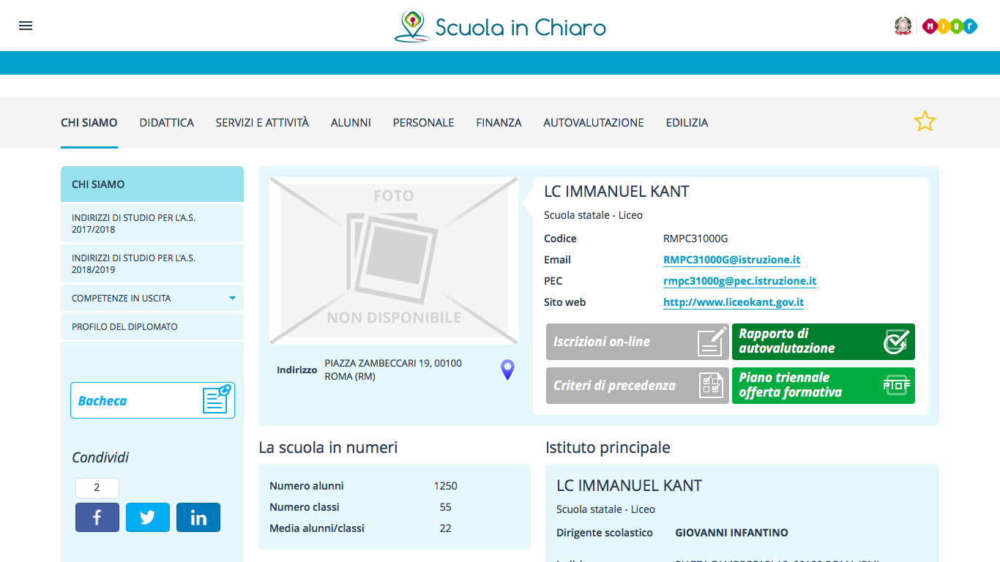 Scuola in Chiaro
Miur
CHI SIAMO
DIDATTICA
SERVIZI E ATTIVITÀ
ALUNNI
PERSONALE
FINANZA
AUTOVALUTAZIONE
EDILIZIA
CHI SIAMO
INDIRIZZI DI STUDIO PER L'A.S.
2017/2018
INDIRIZZI DI STUDIO PER L'A.S.
2018/2019
COMPETENZE IN USCITA
PROFILO DEL DIPLOMATO
Bacheca
Condividi
2
f
in
FOTO
NON DISPONIBILE
Indirizzo PIAZZA ZAMBECCARI 19, 00100
ROMA (RM)
LC IMMANUEL KANT
Scuola statale - Liceo
Codice RMPC31000G
Email RMPC31000G@istruzione.it
PEC rmpc31000g@pec.istruzione.it
Sito web http://www.liceokant.gov.it
Iscrizioni on-line
Rapporto di
autovalutazione
Criteri di precedenza
Piano triennale
offerta formativa
PTOF
La scuola in numeri
Numero alunni 1250
Numero classi 55
Media alunni/classi 22
Istituto principale
LC IMMANUEL KANT
Scuola statale - Liceo
Dirigente scolastico GIOVANNI INFANTINO